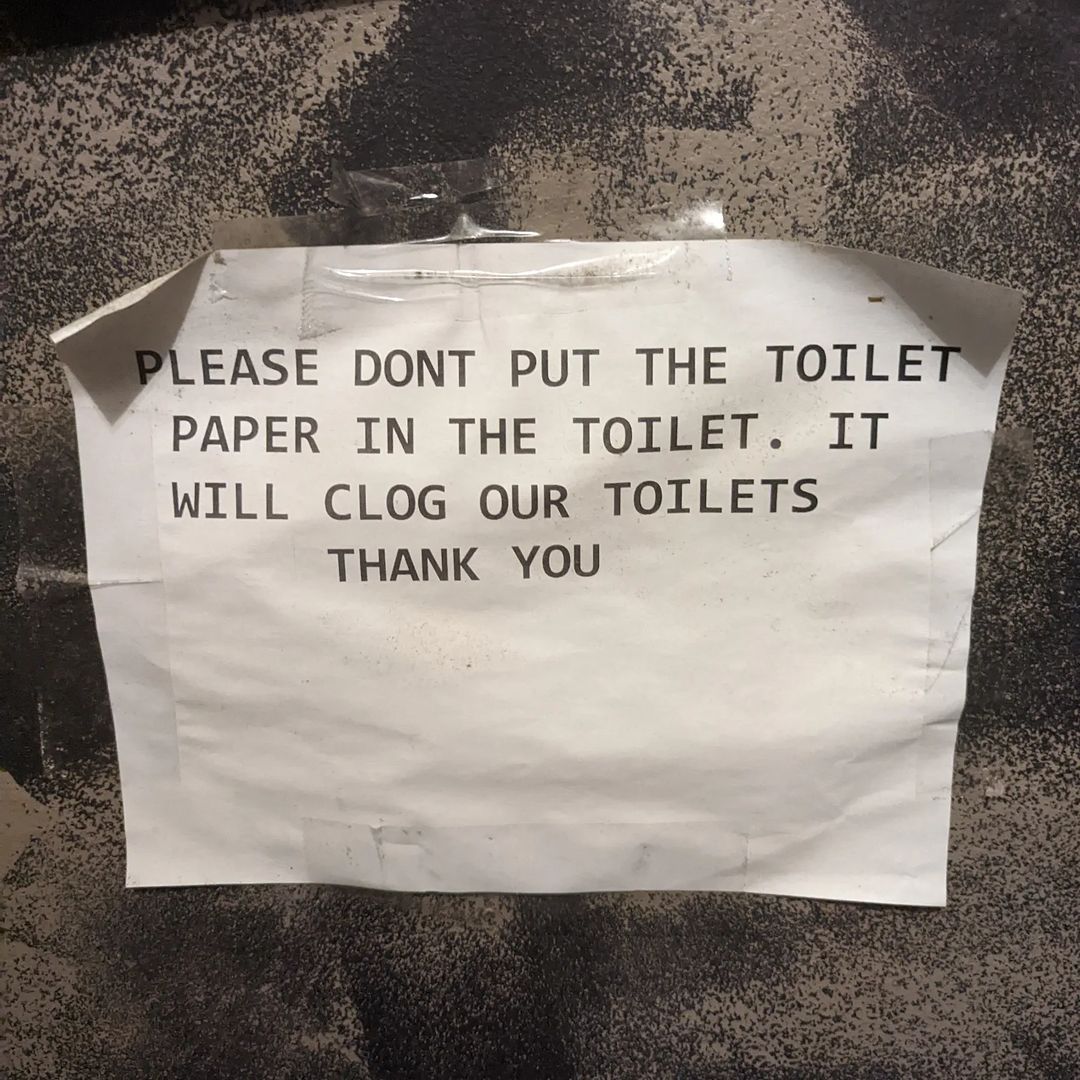 PLEASE DONT PUT THE TOILET
PAPER IN THE TOILET. IT
WILL CLOG OUR TOILETS
THANK YOU